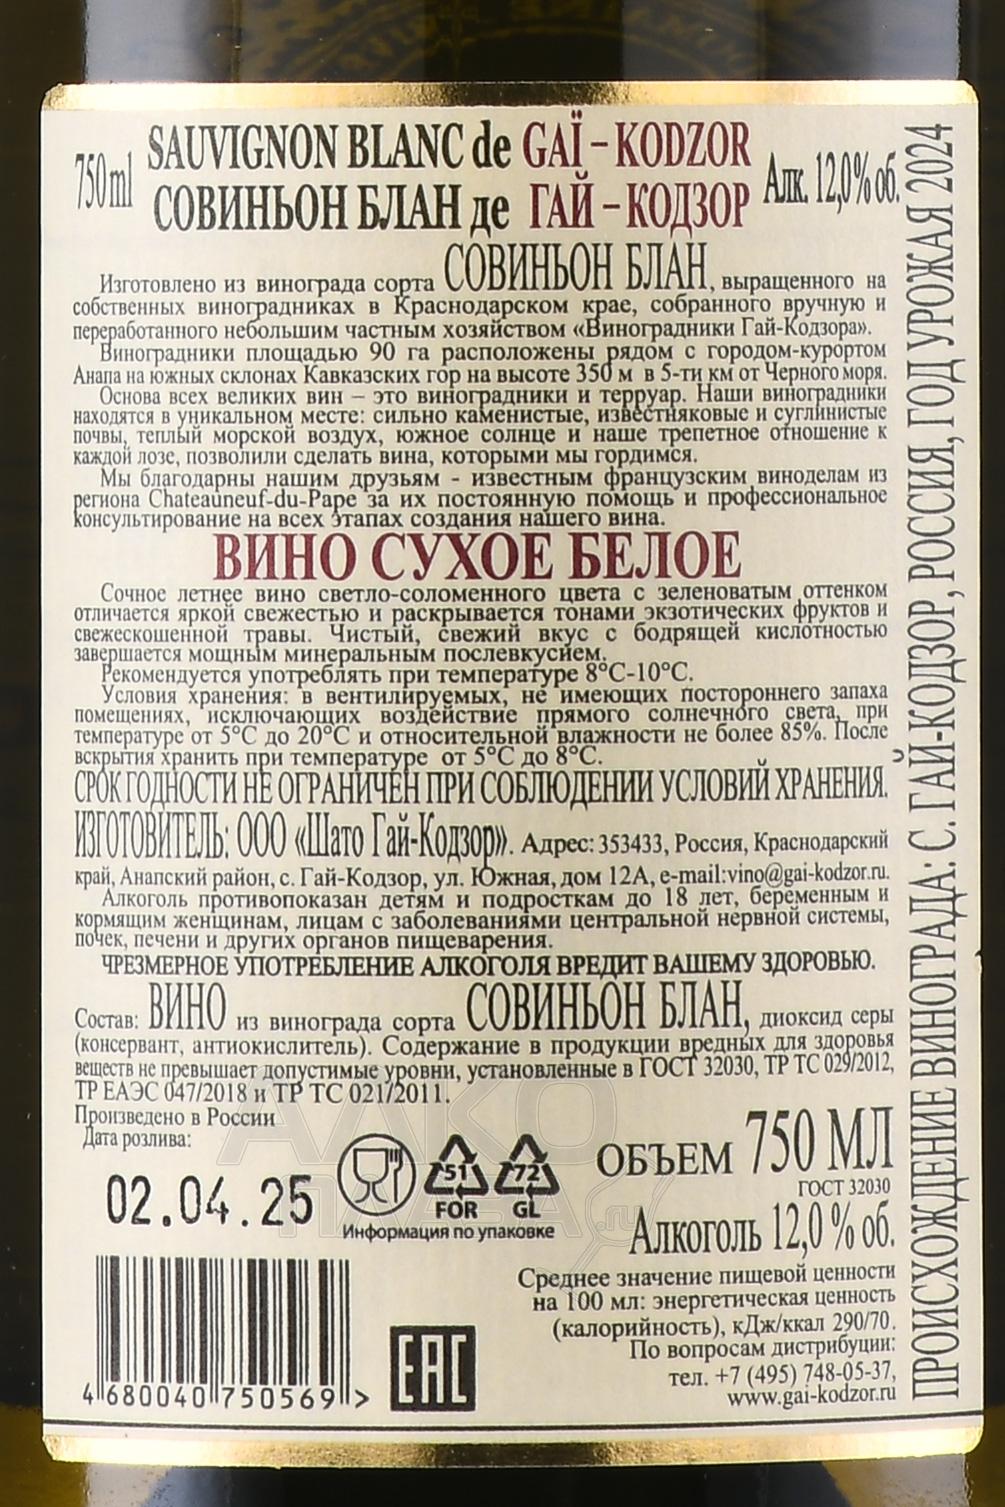 750 ml
SAUVIGNON BLANC de GAÏ – KODZOR
СОВИНЬОН БЛАН де ГАЙ – КОДЗОР
Алк. 12,0% об.
Изготовлено из винограда сорта СОВИНЬОН БЛАН, выращенного на
собственных виноградниках в Краснодарском крае, собранного вручную и
переработанного небольшим частным хозяйством «Виноградники Гай-Кодзора».
Виноградники площадью 90 га расположены рядом с городом-курортом
Анапа на южных склонах Кавказских гор на высоте 350 м в 5-ти км от Черного моря.
Основа всех великих вин – это виноградники и терруар. Наши виноградники
находятся в уникальном месте: сильно каменистые, известняковые и суглинистые
почвы, теплый морской воздух, южное солнце и наше трепетное отношение к
каждой лозе, позволили сделать вина, которыми мы гордимся.
Мы благодарны нашим друзьям - известным французским виноделам из
региона Chateauneuf-du-Pape за их постоянную помощь и профессиональное
консультирование на всех этапах создания нашего вина.
ВИНО СУХОЕ БЕЛОЕ
Сочное летнее вино светло-соломенного цвета с зеленоватым оттенком
отличается яркой свежестью и раскрывается тонами экзотических фруктов и
свежескошенной травы. Чистый, свежий вкус с бодрящей кислотностью
завершается мощным минеральным послевкусием.
Рекомендуется употреблять при температуре 8°C-10°C.
Условия хранения: в вентилируемых, не имеющих постороннего запаха
помещениях, исключающих воздействие прямого солнечного света, при
температуре от 5°C до 20°C и относительной влажности не более 85%. После
вскрытия хранить при температуре от 5°C до 8°C.
СРОК ГОДНОСТИ НЕ ОГРАНИЧЕН ПРИ СОБЛЮДЕНИИ УСЛОВИЙ ХРАНЕНИЯ.
ИЗГОТОВИТЕЛЬ: ООО «Шато Гай-Кодзор». Адрес: 353433, Россия, Краснодарский
край, Анапский район, с. Гай-Кодзор, ул. Южная, дом 12А, e-mail:vino@gai-kodzor.ru.
Алкоголь противопоказан детям и подросткам до 18 лет, беременным и
кормящим женщинам, лицам с заболеваниями центральной нервной системы,
почек, печени и других органов пищеварения.
ЧРЕЗМЕРНОЕ УПОТРЕБЛЕНИЕ АЛКОГОЛЯ ВРЕДИТ ВАШЕМУ ЗДОРОВЬЮ.
Состав: ВИНО из винограда сорта СОВИНЬОН БЛАН, диоксид серы
(консервант, антиокислитель). Содержание в продукции вредных для здоровья
веществ не превышает допустимые уровни, установленные в ГОСТ 32030, ТР ТС 029/2012,
ТР ЕАЭС 047/2018 и ТР ТС 021/2011.
Произведено в России
Дата розлива:
02.04.25
51
FOR
72
GL
Информация по упаковке
ОБЪЕМ 750 МЛ
ГОСТ 32030
Алкоголь 12,0 % об.
Среднее значение пищевой ценности
на 100 мл: энергетическая ценность
(калорийность), кДж/ккал 290/70.
По вопросам дистрибуции:
тел. +7 (495) 748-05-37,
www.gai-kodzor.ru
4 680040 750569 >
EAC
ПРОИСХОЖДЕНИЕ ВИНОГРАДА: С. ГАЙ-КОДЗОР, РОССИЯ, ГОД УРОЖАЯ 2024
АЛКО
ПЛАЗА.ru